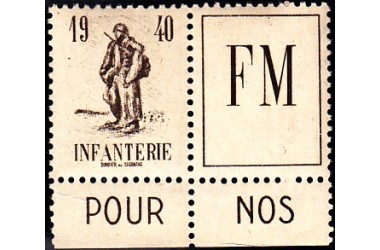 19 40
FM
INFANTERIE
POUR NOS